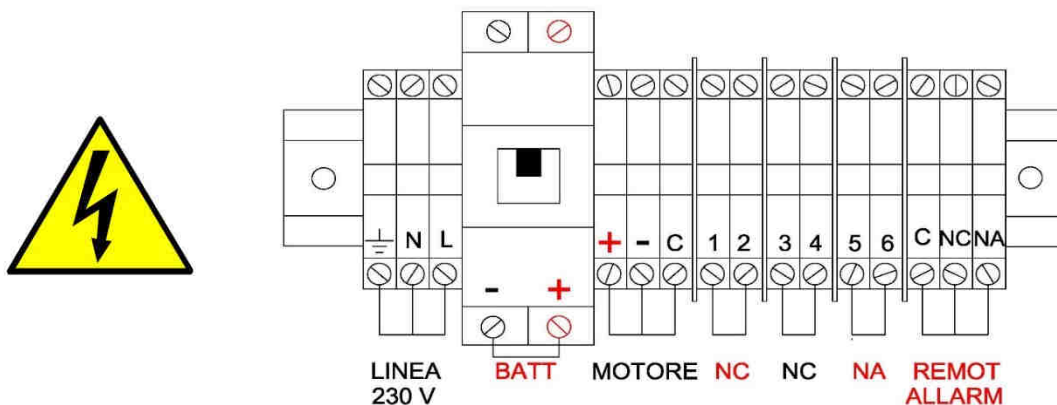 N L - + + - C 1 2 3 4 5 6 C NC NA
LINEA BATT MOTORE NC NC NA REMOT
230 V ALLARM